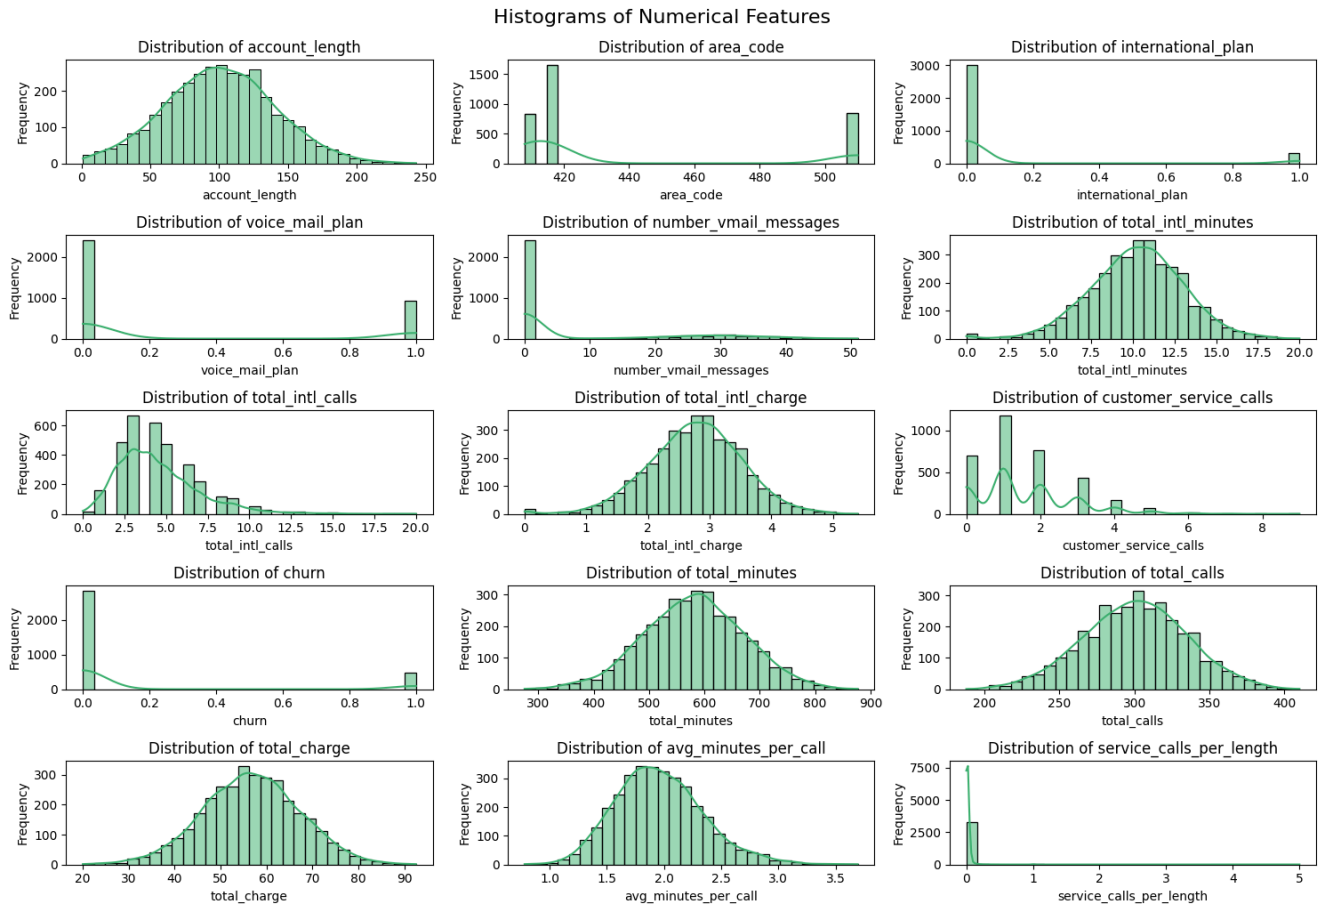 Histograms of Numerical Features
Distribution of account_length
Frequency
200
100
0
0 50 100 150 200 250
account_length
Distribution of area_code
Frequency
1500
1000
500
0
420 440 460 480 500
area_code
Distribution of international_plan
Frequency
3000
2000
1000
0
0.0 0.2 0.4 0.6 0.8 1.0
international_plan
Distribution of voice_mail_plan
Frequency
2000
1000
0
0.0 0.2 0.4 0.6 0.8 1.0
voice_mail_plan
Distribution of number_vmail_messages
Frequency
2000
1000
0
0 10 20 30 40 50
number_vmail_messages
Distribution of total_intl_minutes
Frequency
300
200
100
0
0.0 2.5 5.0 7.5 10.0 12.5 15.0 17.5 20.0
total_intl_minutes
Distribution of total_intl_calls
Frequency
600
400
200
0
0.0 2.5 5.0 7.5 10.0 12.5 15.0 17.5 20.0
total_intl_calls
Distribution of total_intl_charge
Frequency
300
200
100
0
0 1 2 3 4 5
total_intl_charge
Distribution of customer_service_calls
Frequency
1000
500
0
0 2 4 6 8
customer_service_calls
Distribution of churn
Frequency
2000
1000
0
0.0 0.2 0.4 0.6 0.8 1.0
churn
Distribution of total_minutes
Frequency
300
200
100
0
300 400 500 600 700 800 900
total_minutes
Distribution of total_calls
Frequency
300
200
100
0
200 250 300 350 400
total_calls
Distribution of total_charge
Frequency
300
200
100
0
20 30 40 50 60 70 80 90
total_charge
Distribution of avg_minutes_per_call
Frequency
300
200
100
0
1.0 1.5 2.0 2.5 3.0 3.5
avg_minutes_per_call
Distribution of service_calls_per_length
Frequency
7500
5000
2500
0
0 1 2 3 4 5
service_calls_per_length